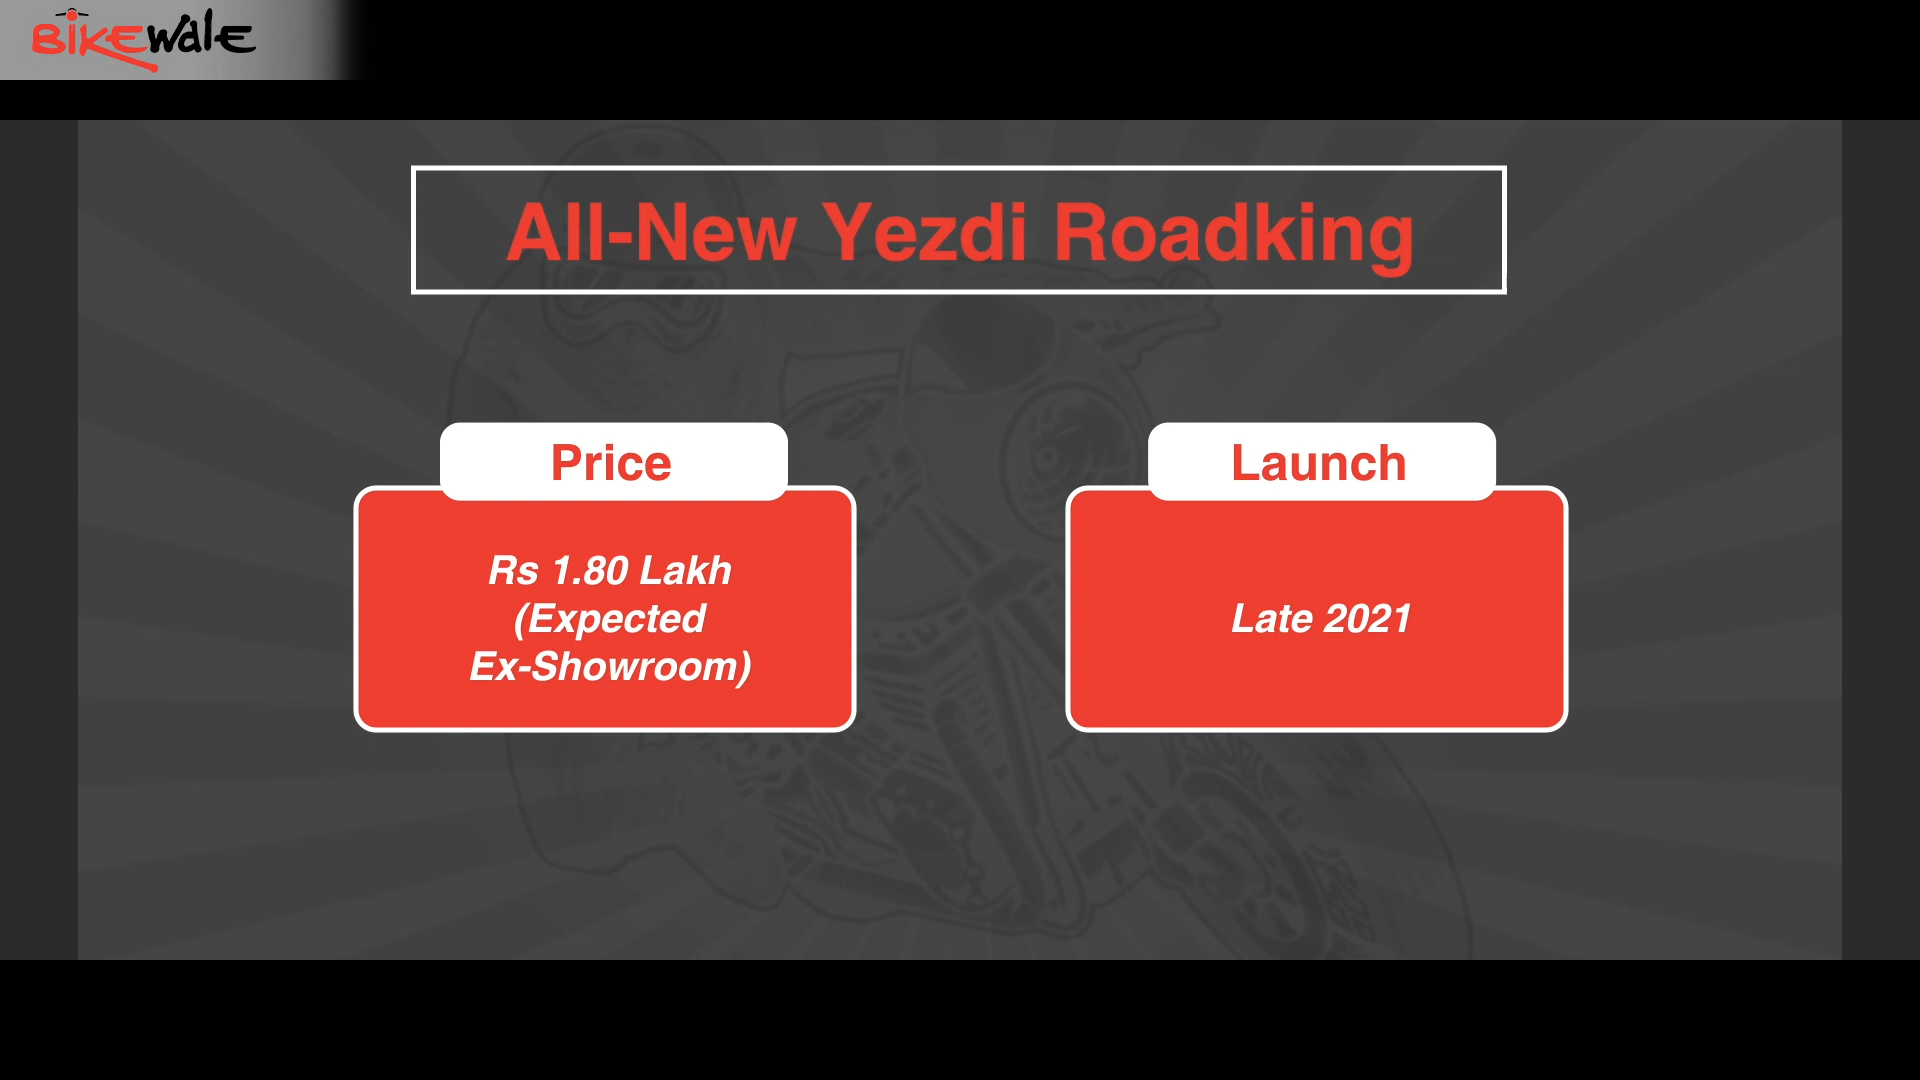 BikEwalE
All-New Yezdi Roadking
Price
Rs 1.80 Lakh
(Expected
Ex-Showroom)
Launch
Late 2021